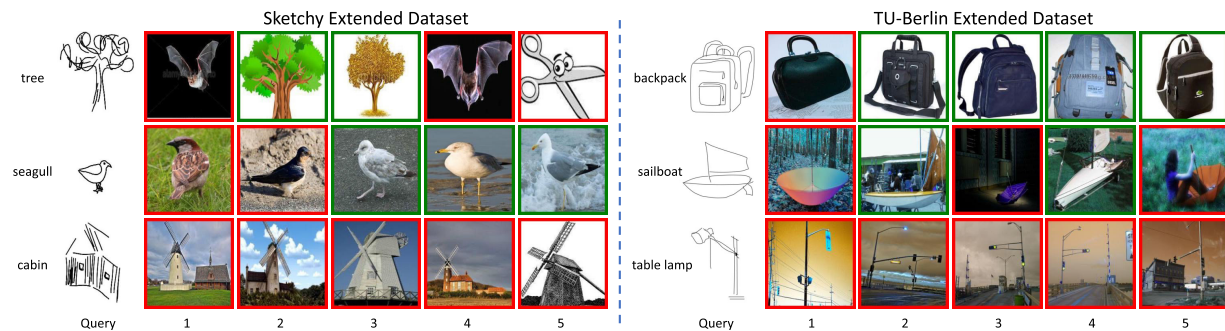 Sketchy Extended Dataset
TU-Berlin Extended Dataset
tree
backpack
seagull
sailboat
cabin
table lamp
Query 1 2 3 4 5
Query 1 2 3 4 5